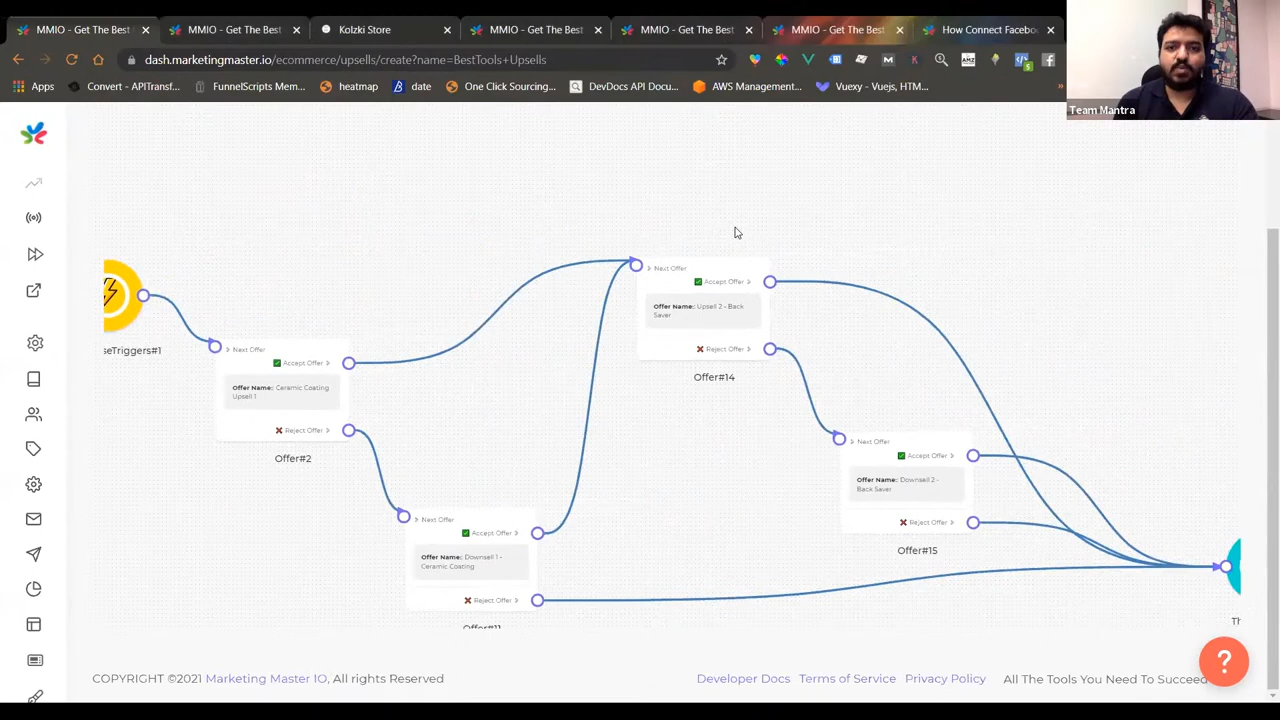 MMIO - Get The Best
MMIO - Get The Best
Kolzki Store
MMIO - Get The Best
MMIO - Get The Best
MMIO - Get The Best
How Connect Facebo
dash.marketingmaster.io/ecommerce/upsells/create?name=BestTools+Upsells
Apps
Convert - APITransf...
FunnelScripts Mem...
heatmap
date
One Click Sourcing...
DevDocs API Docu...
AWS Management...
Vuexy - Vuejs, HTM...
»
Team Mantra
seTriggers#1
Next Offer
Accept Offer
Offer Name:: Ceramic Coating
Upsell 1
Reject Offer
Offer#2
Next Offer
Accept Offer
Offer Name:: Downsell 1 -
Ceramic Coating
Reject Offer
Offer#11
Next Offer
Accept Offer
Offer Name:: Upsell 2 - Back
Saver
Reject Offer
Offer#14
Next Offer
Accept Offer
Offer Name:: Downsell 2 -
Back Saver
Reject Offer
Offer#15
Th
?
COPYRIGHT ©2021 Marketing Master IO, All rights Reserved
Developer Docs Terms of Service Privacy Policy All The Tools You Need To Succeed